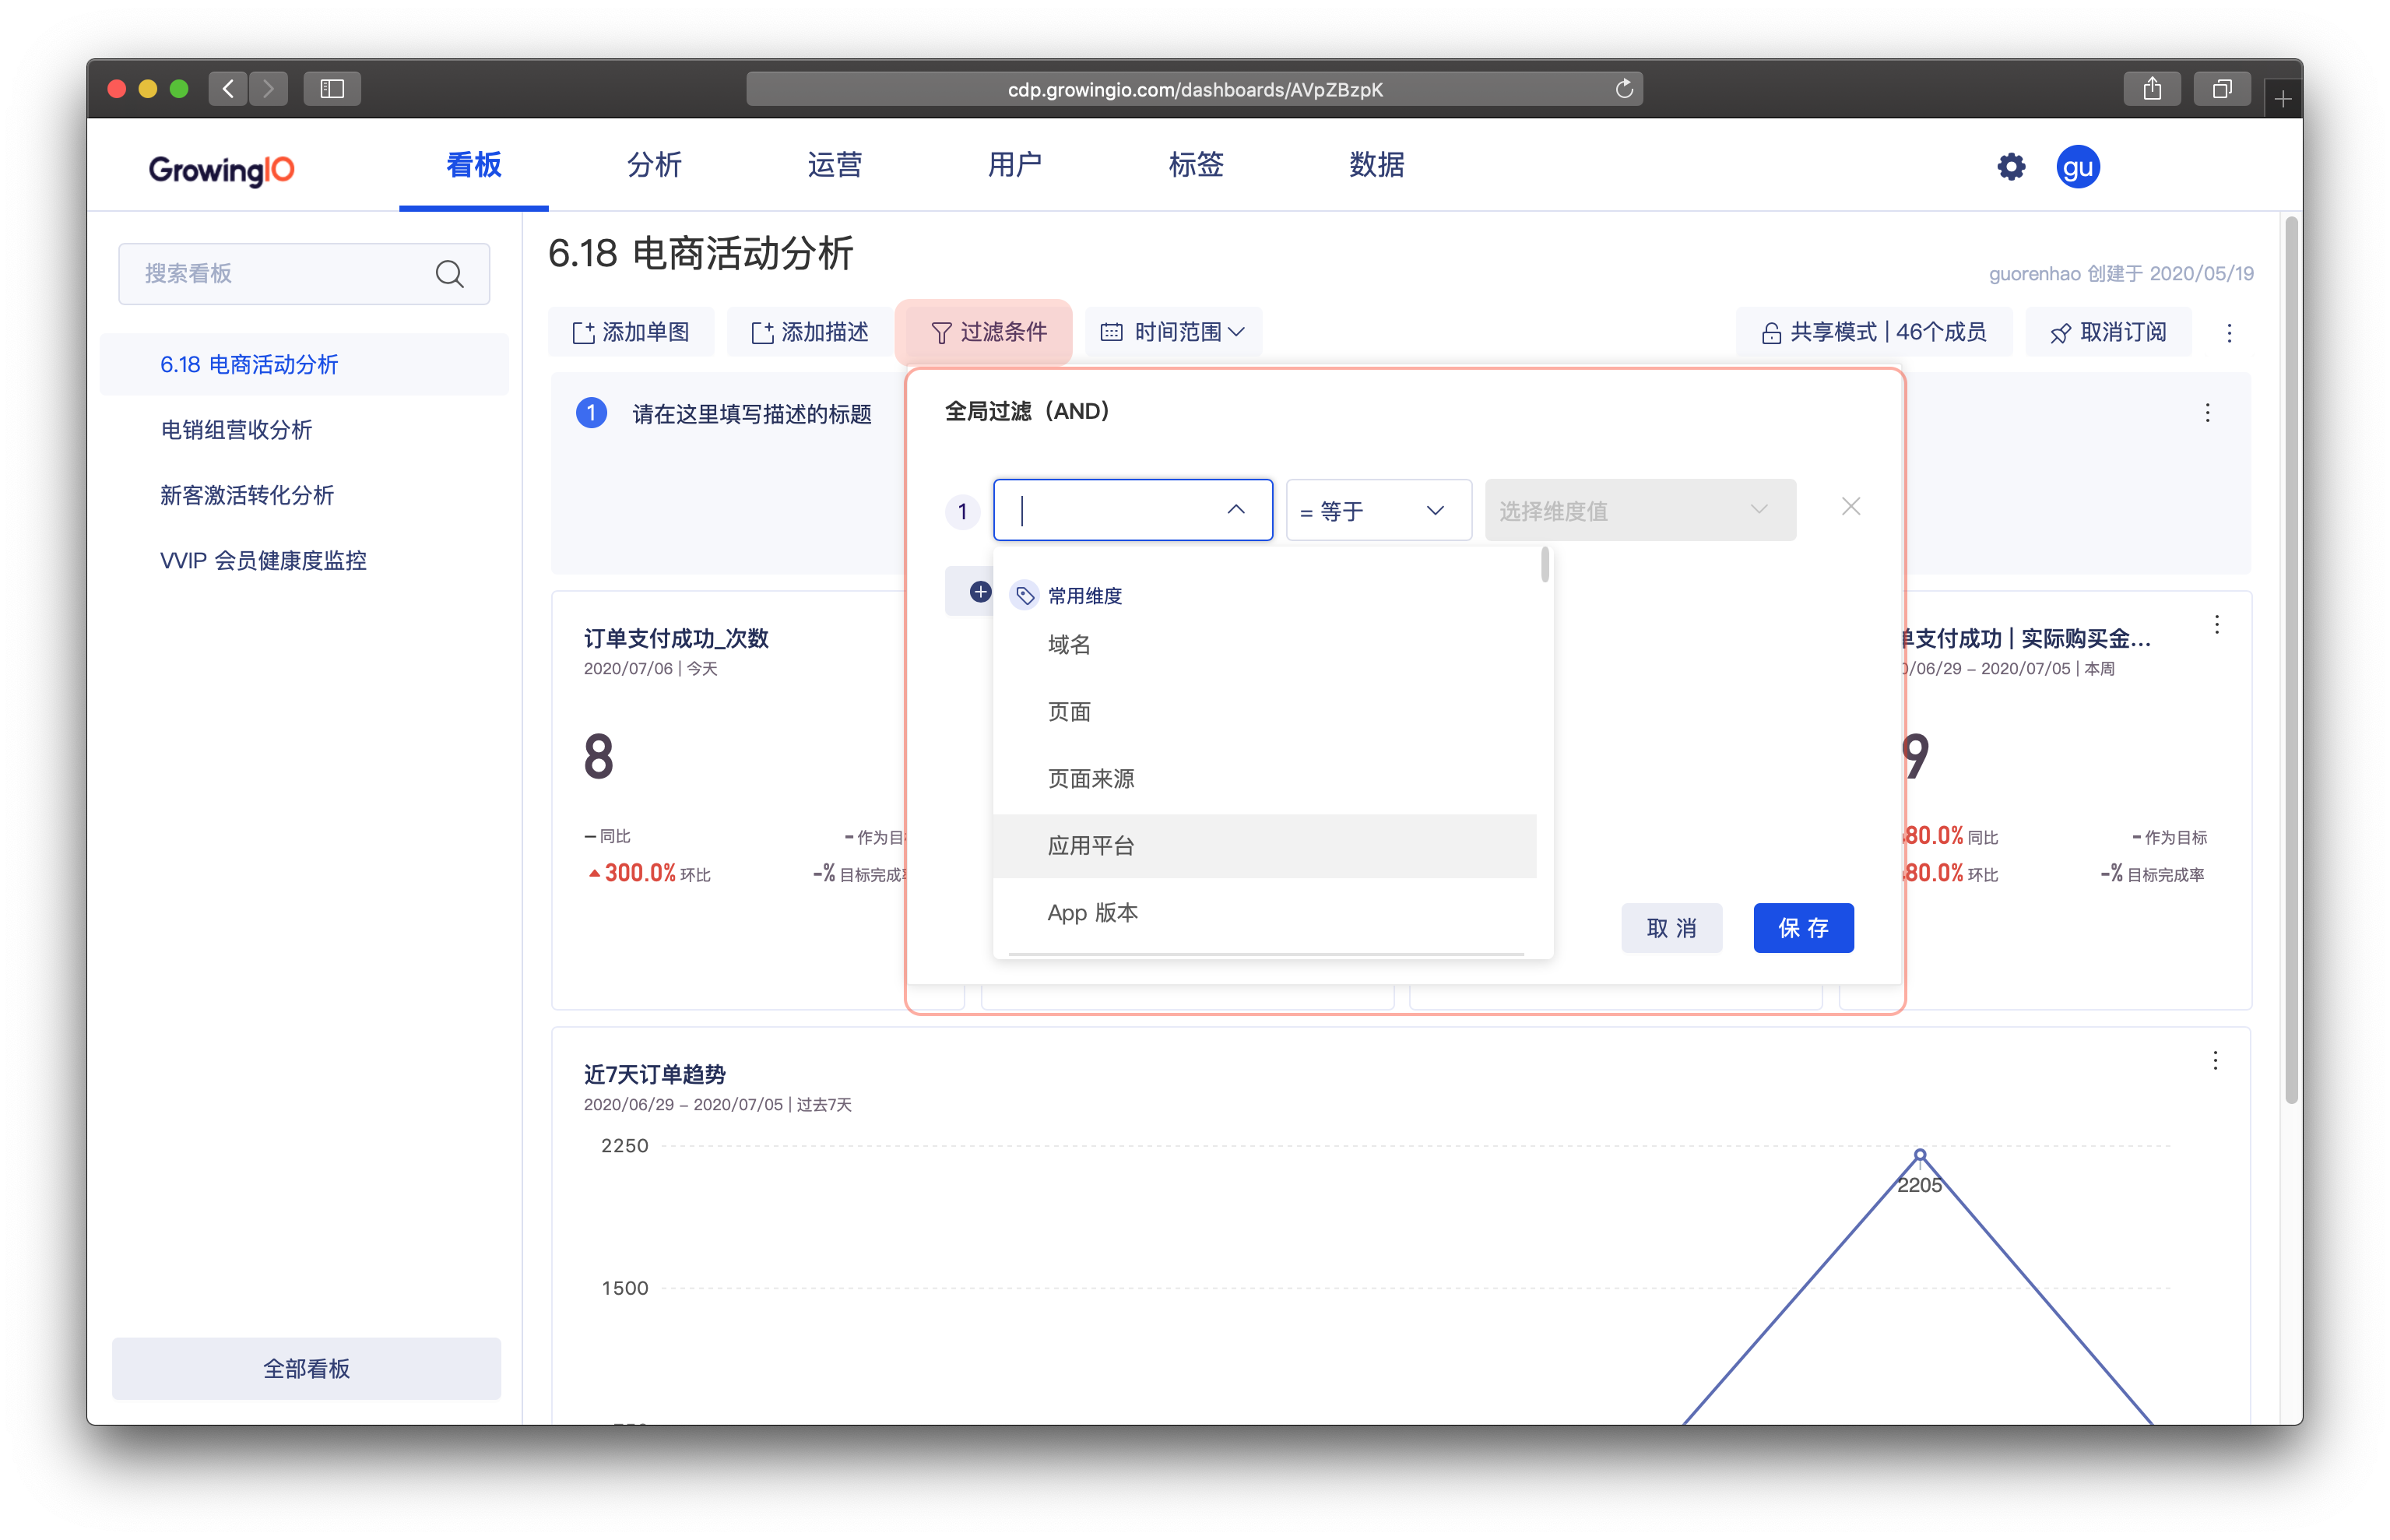 cdp.growingio.com/dashboards/AVpZBzpK
GrowingIO
看板
分析
运营
用户
标签
数据
gu
搜索看板
6.18 电商活动分析
电销组营收分析
新客激活转化分析
VVIP 会员健康度监控
全部看板
6.18 电商活动分析
guorenhao 创建于 2020/05/19
添加单图
添加描述
过滤条件
时间范围
共享模式 | 46个成员
取消订阅
1 请在这里填写描述的标题
全局过滤（AND）
1
= 等于
选择维度值
常用维度
域名
页面
页面来源
应用平台
App 版本
取 消
保 存
订单支付成功_次数
2020/07/06 | 今天
8
– 同比
- 作为目
300.0% 环比
-% 目标完成
支付成功 | 实际购买金...
/06/29 – 2020/07/05 | 本周
9
80.0% 同比
- 作为目标
80.0% 环比
-% 目标完成率
近7天订单趋势
2020/06/29 – 2020/07/05 | 过去7天
2250
2205
1500